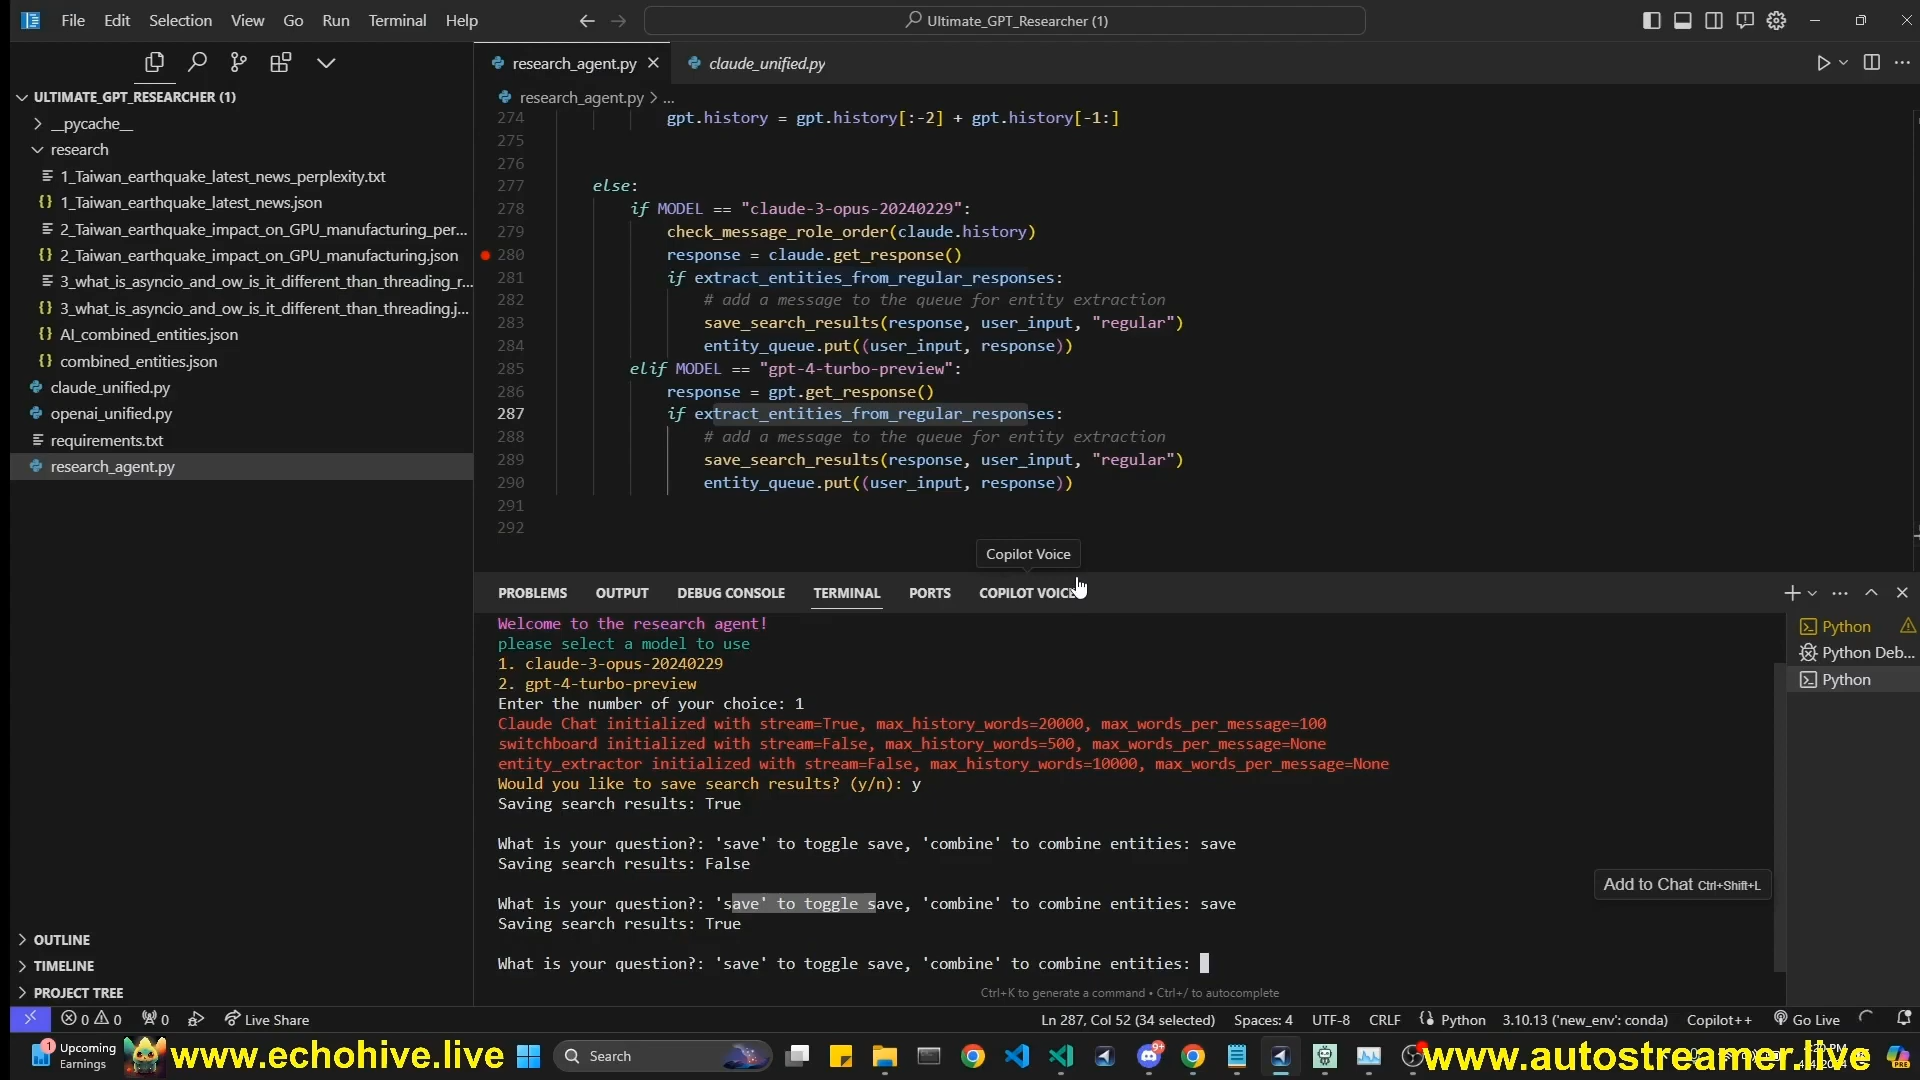 File Edit Selection View Go Run Terminal Help
Ultimate_GPT_Researcher (1)
ULTIMATE_GPT_RESEARCHER (1)
__pycache__
research
1_Taiwan_earthquake_latest_news_perplexity.txt
1_Taiwan_earthquake_latest_news.json
2_Taiwan_earthquake_impact_on_GPU_manufacturing_per...
2_Taiwan_earthquake_impact_on_GPU_manufacturing.json
3_what_is_asyncio_and_ow_is_it_different_than_threading_r...
3_what_is_asyncio_and_ow_is_it_different_than_threading.j...
AI_combined_entities.json
combined_entities.json
claude_unified.py
openai_unified.py
requirements.txt
research_agent.py
OUTLINE
TIMELINE
PROJECT TREE
research_agent.py
claude_unified.py
research_agent.py > ...
274 gpt.history = gpt.history[:-2] + gpt.history[-1:]
275
276
277 else:
278 if MODEL == "claude-3-opus-20240229":
279 check_message_role_order(claude.history)
280 response = claude.get_response()
281 if extract_entities_from_regular_responses:
282 # add a message to the queue for entity extraction
283 save_search_results(response, user_input, "regular")
284 entity_queue.put((user_input, response))
285 elif MODEL == "gpt-4-turbo-preview":
286 response = gpt.get_response()
287 if extract_entities_from_regular_responses:
288 # add a message to the queue for entity extraction
289 save_search_results(response, user_input, "regular")
290 entity_queue.put((user_input, response))
291
292
Copilot Voice
PROBLEMS OUTPUT DEBUG CONSOLE TERMINAL PORTS COPILOT VOICE
Welcome to the research agent!
please select a model to use
1. claude-3-opus-20240229
2. gpt-4-turbo-preview
Enter the number of your choice: 1
Claude Chat initialized with stream=True, max_history_words=20000, max_words_per_message=100
switchboard initialized with stream=False, max_history_words=500, max_words_per_message=None
entity_extractor initialized with stream=False, max_history_words=10000, max_words_per_message=None
Would you like to save search results? (y/n): y
Saving search results: True
What is your question?: 'save' to toggle save, 'combine' to combine entities: save
Saving search results: False
What is your question?: 'save' to toggle save, 'combine' to combine entities: save
Saving search results: True
What is your question?: 'save' to toggle save, 'combine' to combine entities:
Ctrl+K to generate a command • Ctrl+/ to autocomplete
Add to Chat Ctrl+Shift+L
Python
Python Deb...
Python
0 0 0 Live Share
Ln 287, Col 52 (34 selected) Spaces: 4 UTF-8 CRLF Python 3.10.13 ('new_env': conda) Copilot++ Go Live
1 Upcoming
Earnings
www.echohive.live
Search
9+
www.autostreamer.live
PRE